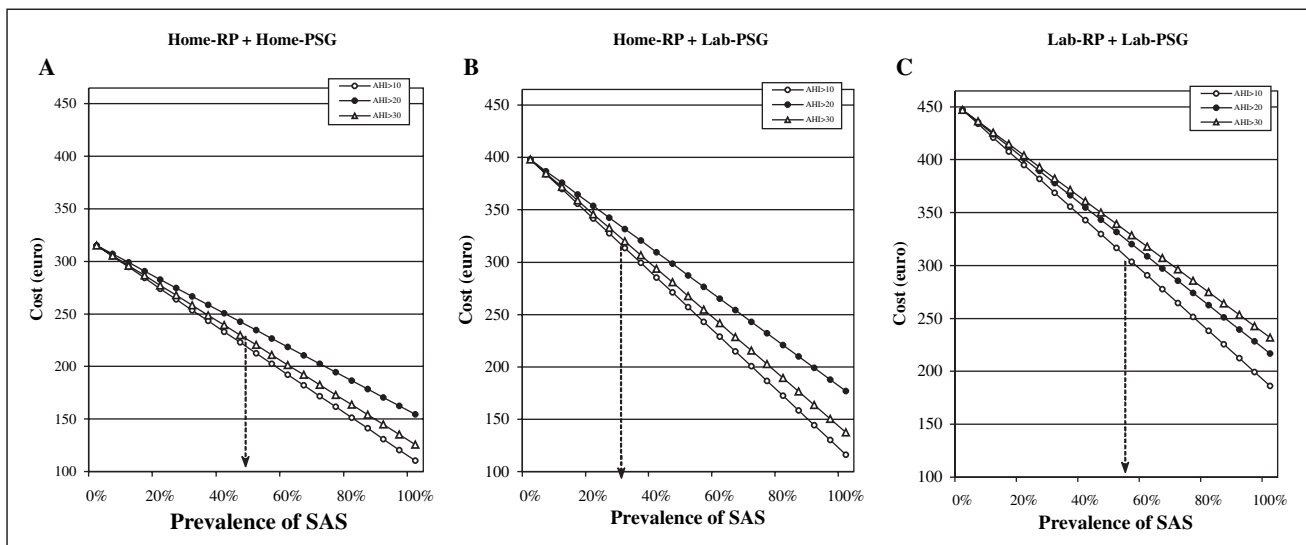 Home-RP + Home-PSG
A
AHI>10
AHI>20
AHI>30
450
400
350
300
250
200
150
100
Cost (euro)
0% 20% 40% 60% 80% 100%
Prevalence of SAS
Home-RP + Lab-PSG
B
AHI>10
AHI>20
AHI>30
450
400
350
300
250
200
150
100
Cost (euro)
0% 20% 40% 60% 80% 100%
Prevalence of SAS
Lab-RP + Lab-PSG
C
AHI>10
AHI>20
AHI>30
450
400
350
300
250
200
150
100
Cost (euro)
0% 20% 40% 60% 80% 100%
Prevalence of SAS